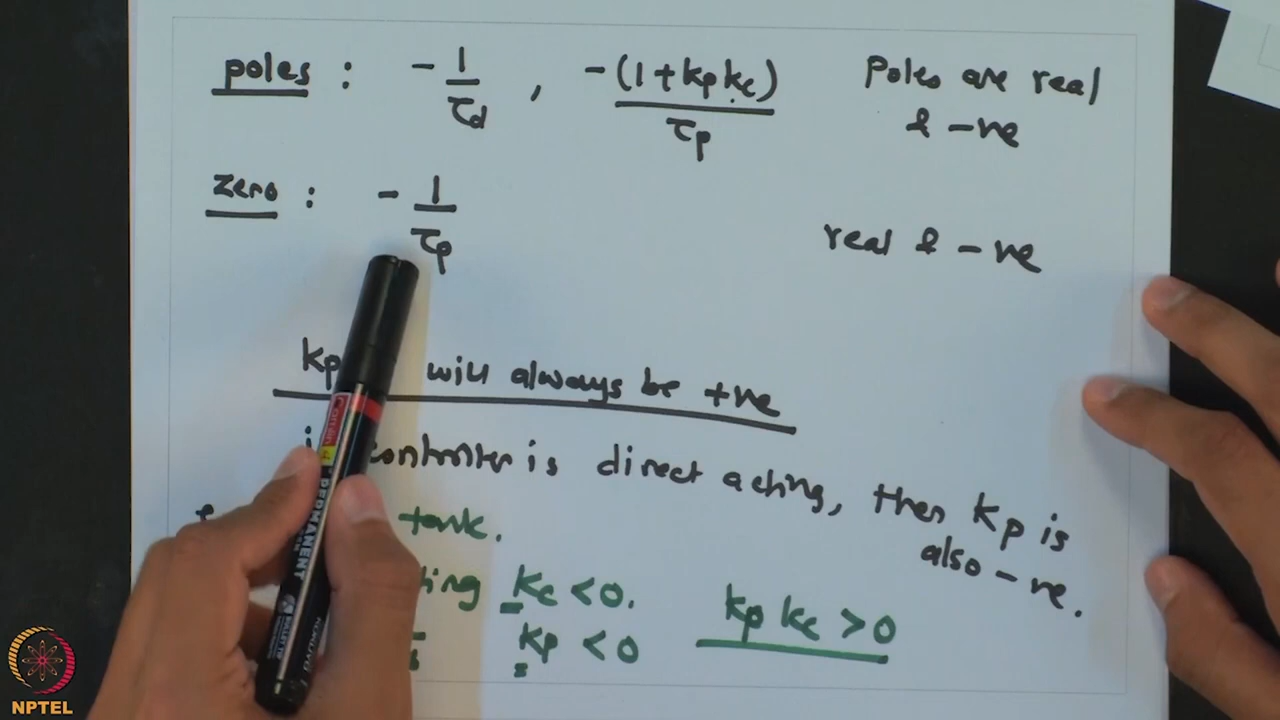 poles : - 1/τd , -(1+kpkc)/τp Poles are real
& -ve
zero : - 1/τp real & -ve
kp will always be +ve
controller is direct acting, then kp is
also -ve.
tank.
kc < 0. kp kc > 0
kp < 0
NPTEL